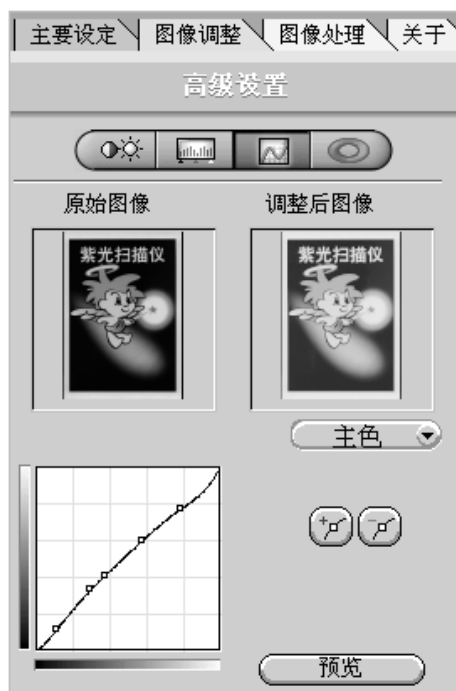 主要设定 图像调整 图像处理 关于
高级设置
原始图像 调整后图像
紫光扫描仪 紫光扫描仪
主色
预览